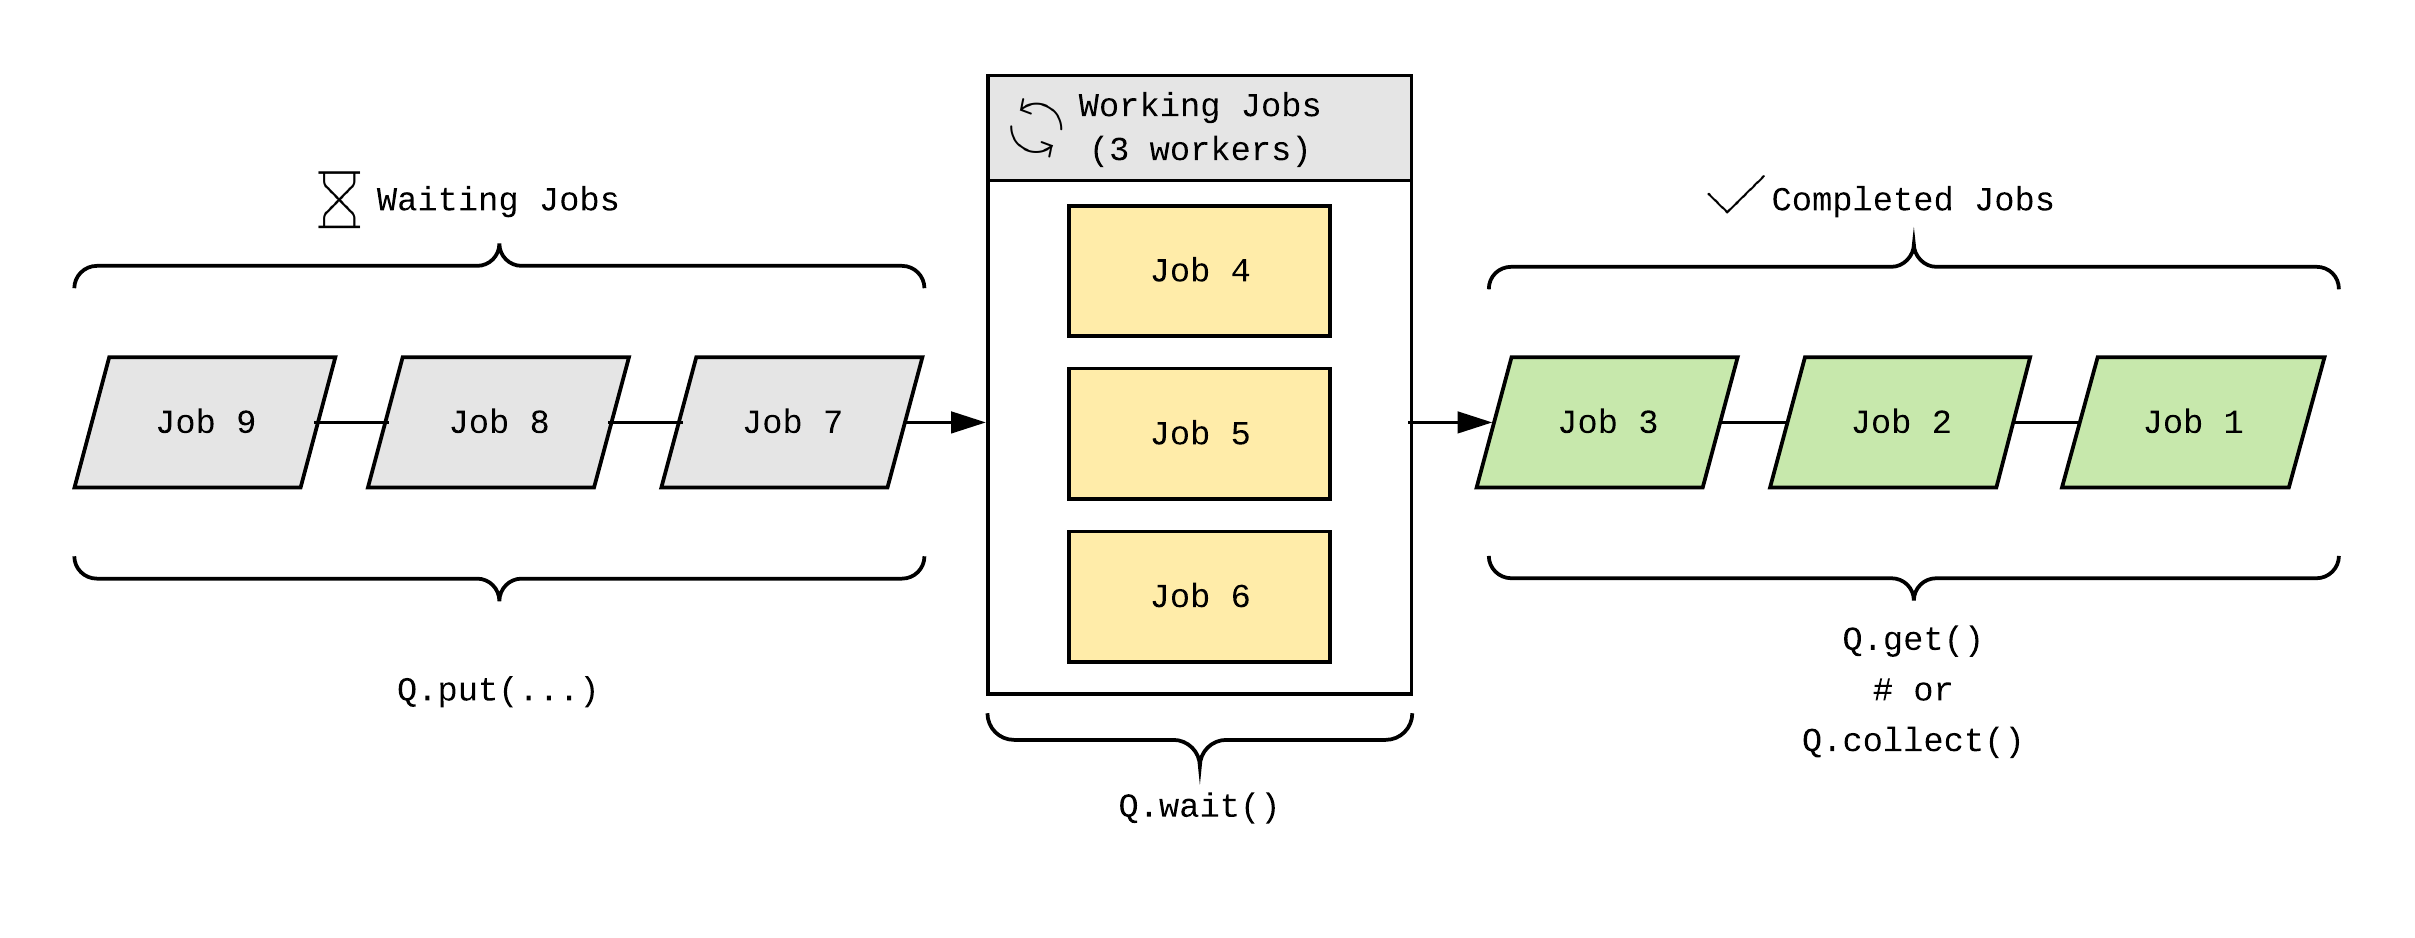 Working Jobs
(3 workers)
Waiting Jobs
Completed Jobs
Job 4
Job 9
Job 8
Job 7
Job 5
Job 3
Job 2
Job 1
Job 6
Q.put(...)
Q.wait()
Q.get()
# or
Q.collect()